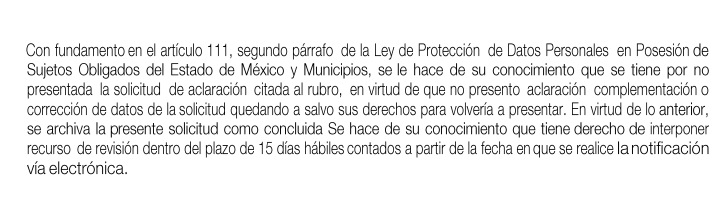 Con fundamento en el artículo 111, segundo párrafo de la Ley de Protección de Datos Personales en Posesión de
Sujetos Obligados del Estado de México y Municipios, se le hace de su conocimiento que se tiene por no
presentada la solicitud de aclaración citada al rubro, en virtud de que no presento aclaración complementación o
corrección de datos de la solicitud quedando a salvo sus derechos para volvería a presentar. En virtud de lo anterior,
se archiva la presente solicitud como concluida Se hace de su conocimiento que tiene derecho de interponer
recurso de revisión dentro del plazo de 15 días hábiles contados a partir de la fecha en que se realice la notificación
vía electrónica.